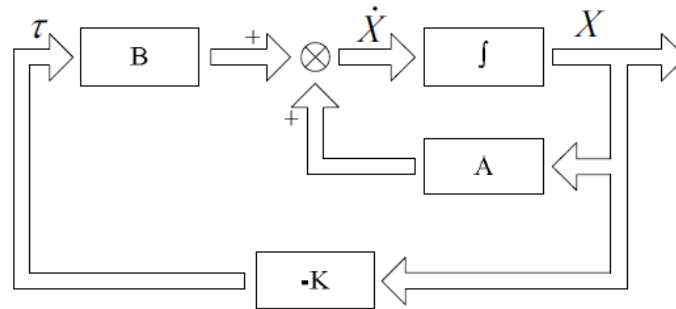 τ
B
+
Ẋ
∫
X
+
A
-K